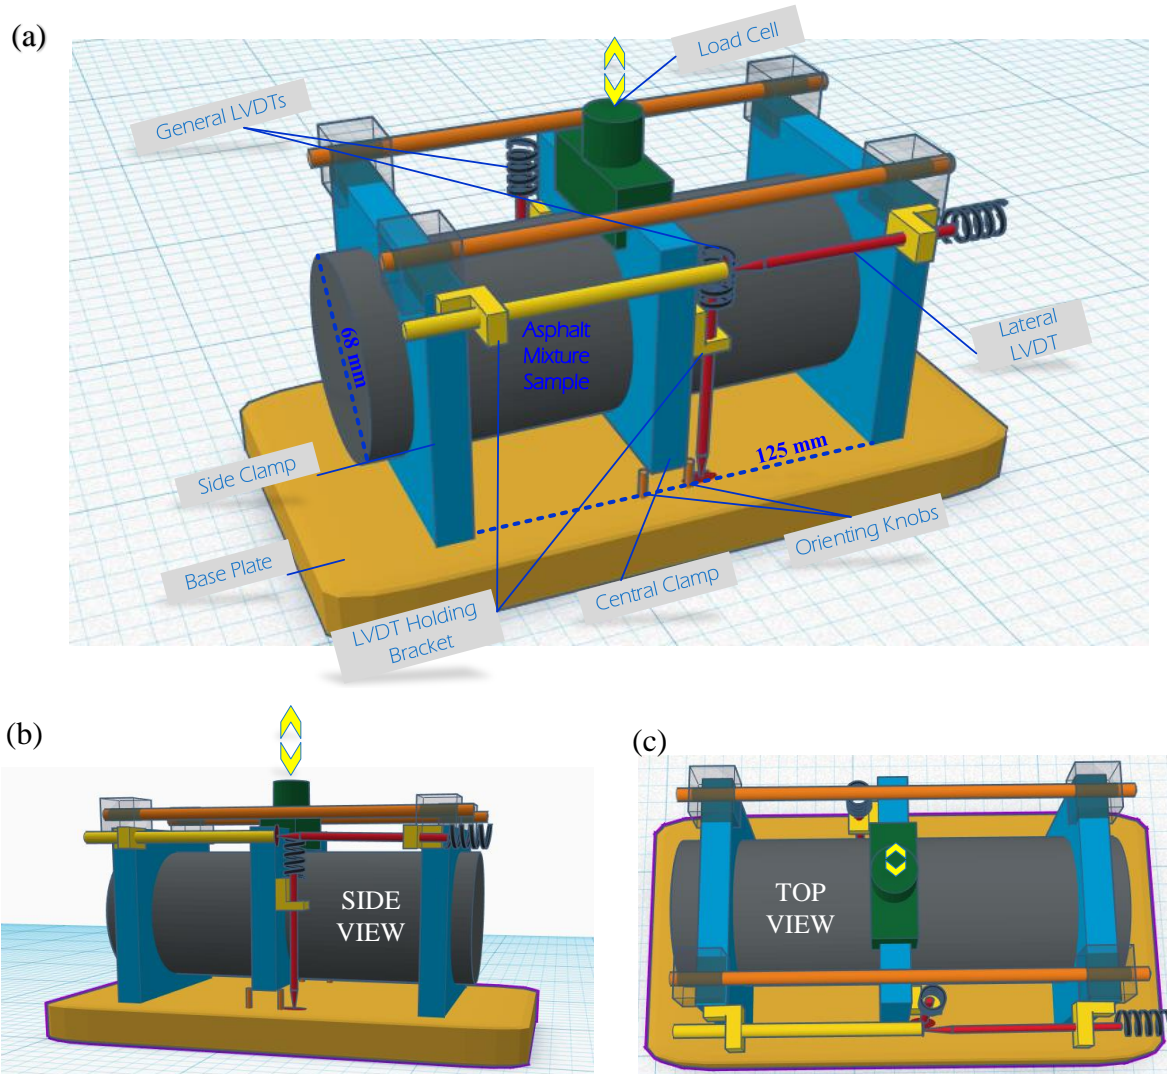 (a)
Load Cell
General LVDTs
Lateral
LVDT
68 mm
Asphalt
Mixture
Sample
125 mm
Side Clamp
Orienting Knobs
Base Plate
Central Clamp
LVDT Holding
Bracket
(b)
(c)
SIDE
VIEW
TOP
VIEW